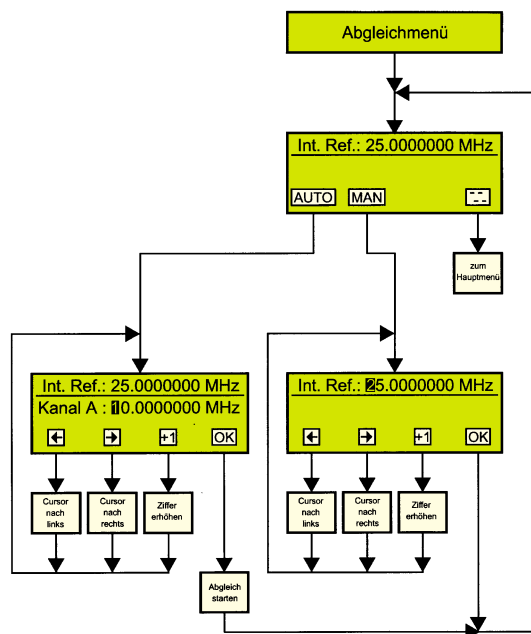 Abgleichmenü
Int. Ref.: 25.0000000 MHz
AUTO MAN
zum
Hauptmenü
Int. Ref.: 25.0000000 MHz
Kanal A : 10.0000000 MHz
+1 OK
Cursor
nach
links
Cursor
nach
rechts
Ziffer
erhöhen
Abgleich
starten
Int. Ref.: 25.0000000 MHz
+1 OK
Cursor
nach
links
Cursor
nach
rechts
Ziffer
erhöhen